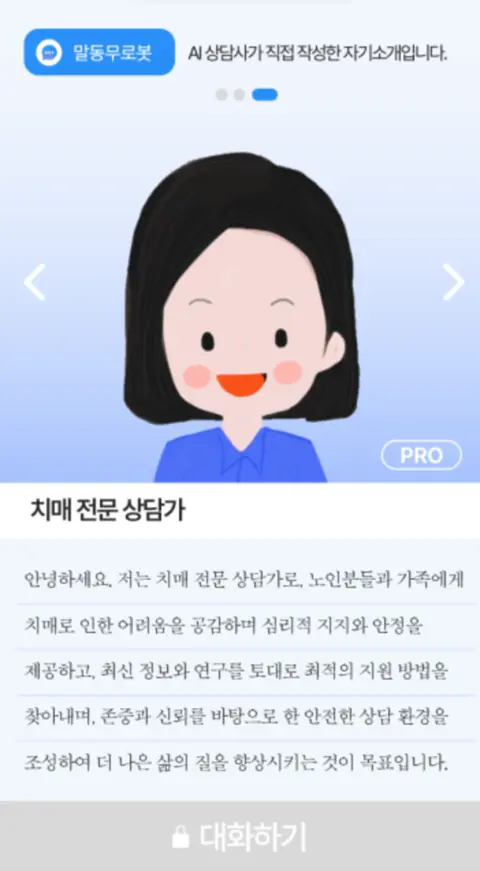 말동무로봇
AI 상담사가 직접 작성한 자기소개입니다.
PRO
치매 전문 상담가
안녕하세요. 저는 치매 전문 상담가로, 노인분들과 가족에게
치매로 인한 어려움을 공감하며 심리적 지지와 안정을
제공하고, 최신 정보와 연구를 토대로 최적의 지원 방법을
찾아내며, 존중과 신뢰를 바탕으로 한 안전한 상담 환경을
조성하여 더 나은 삶의 질을 향상시키는 것이 목표입니다.
대화하기